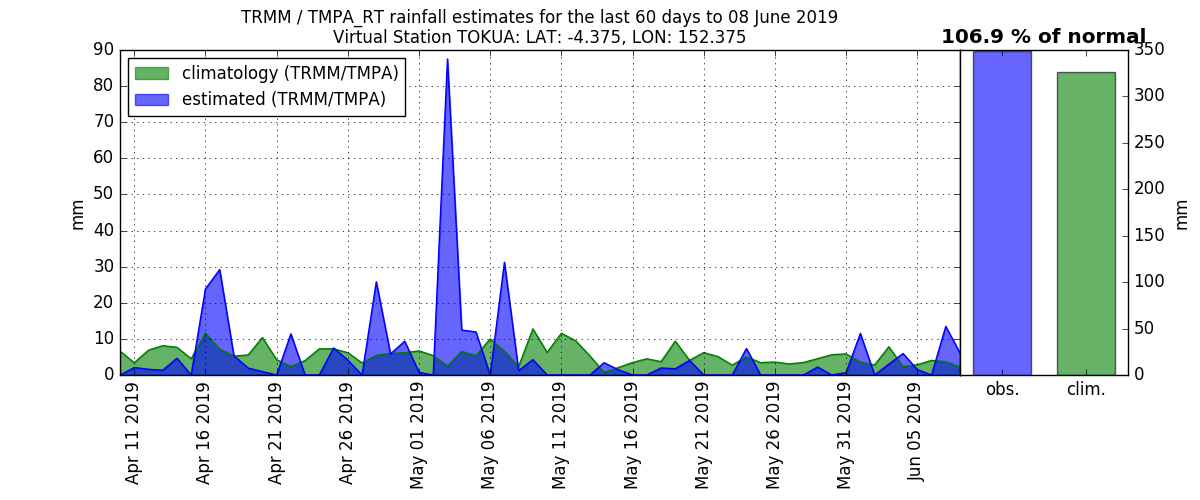 TRMM / TMPA_RT rainfall estimates for the last 60 days to 08 June 2019
Virtual Station TOKUA: LAT: -4.375, LON: 152.375
106.9 % of normal
climatology (TRMM/TMPA)
estimated (TRMM/TMPA)
90
80
70
60
50
40
30
20
10
0
mm
Apr 11 2019
Apr 16 2019
Apr 21 2019
Apr 26 2019
May 01 2019
May 06 2019
May 11 2019
May 16 2019
May 21 2019
May 26 2019
May 31 2019
Jun 05 2019
obs.
clim.
350
300
250
200
150
100
50
0
mm